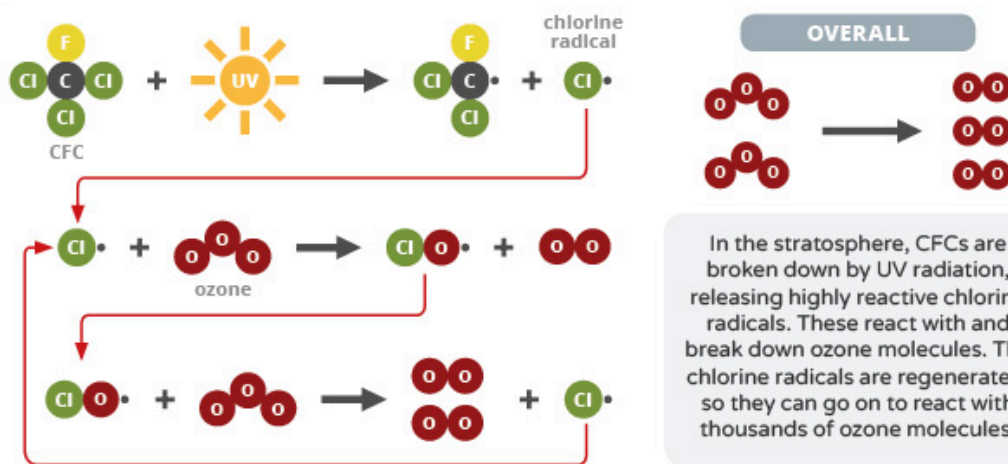 F
Cl C Cl
Cl
CFC
+
UV
F
Cl C •
Cl
+
chlorine
radical
Cl •
Cl • + O O O Cl O • + O O
ozone
Cl O • + O O O O O O O + Cl •
OVERALL
O O O O O
O O
O O O O O
In the stratosphere, CFCs are
broken down by UV radiation,
releasing highly reactive
radicals. These react with and
break down ozone molecules.
chlorine radicals are
so they can go on to react with
thousands of ozone molecules